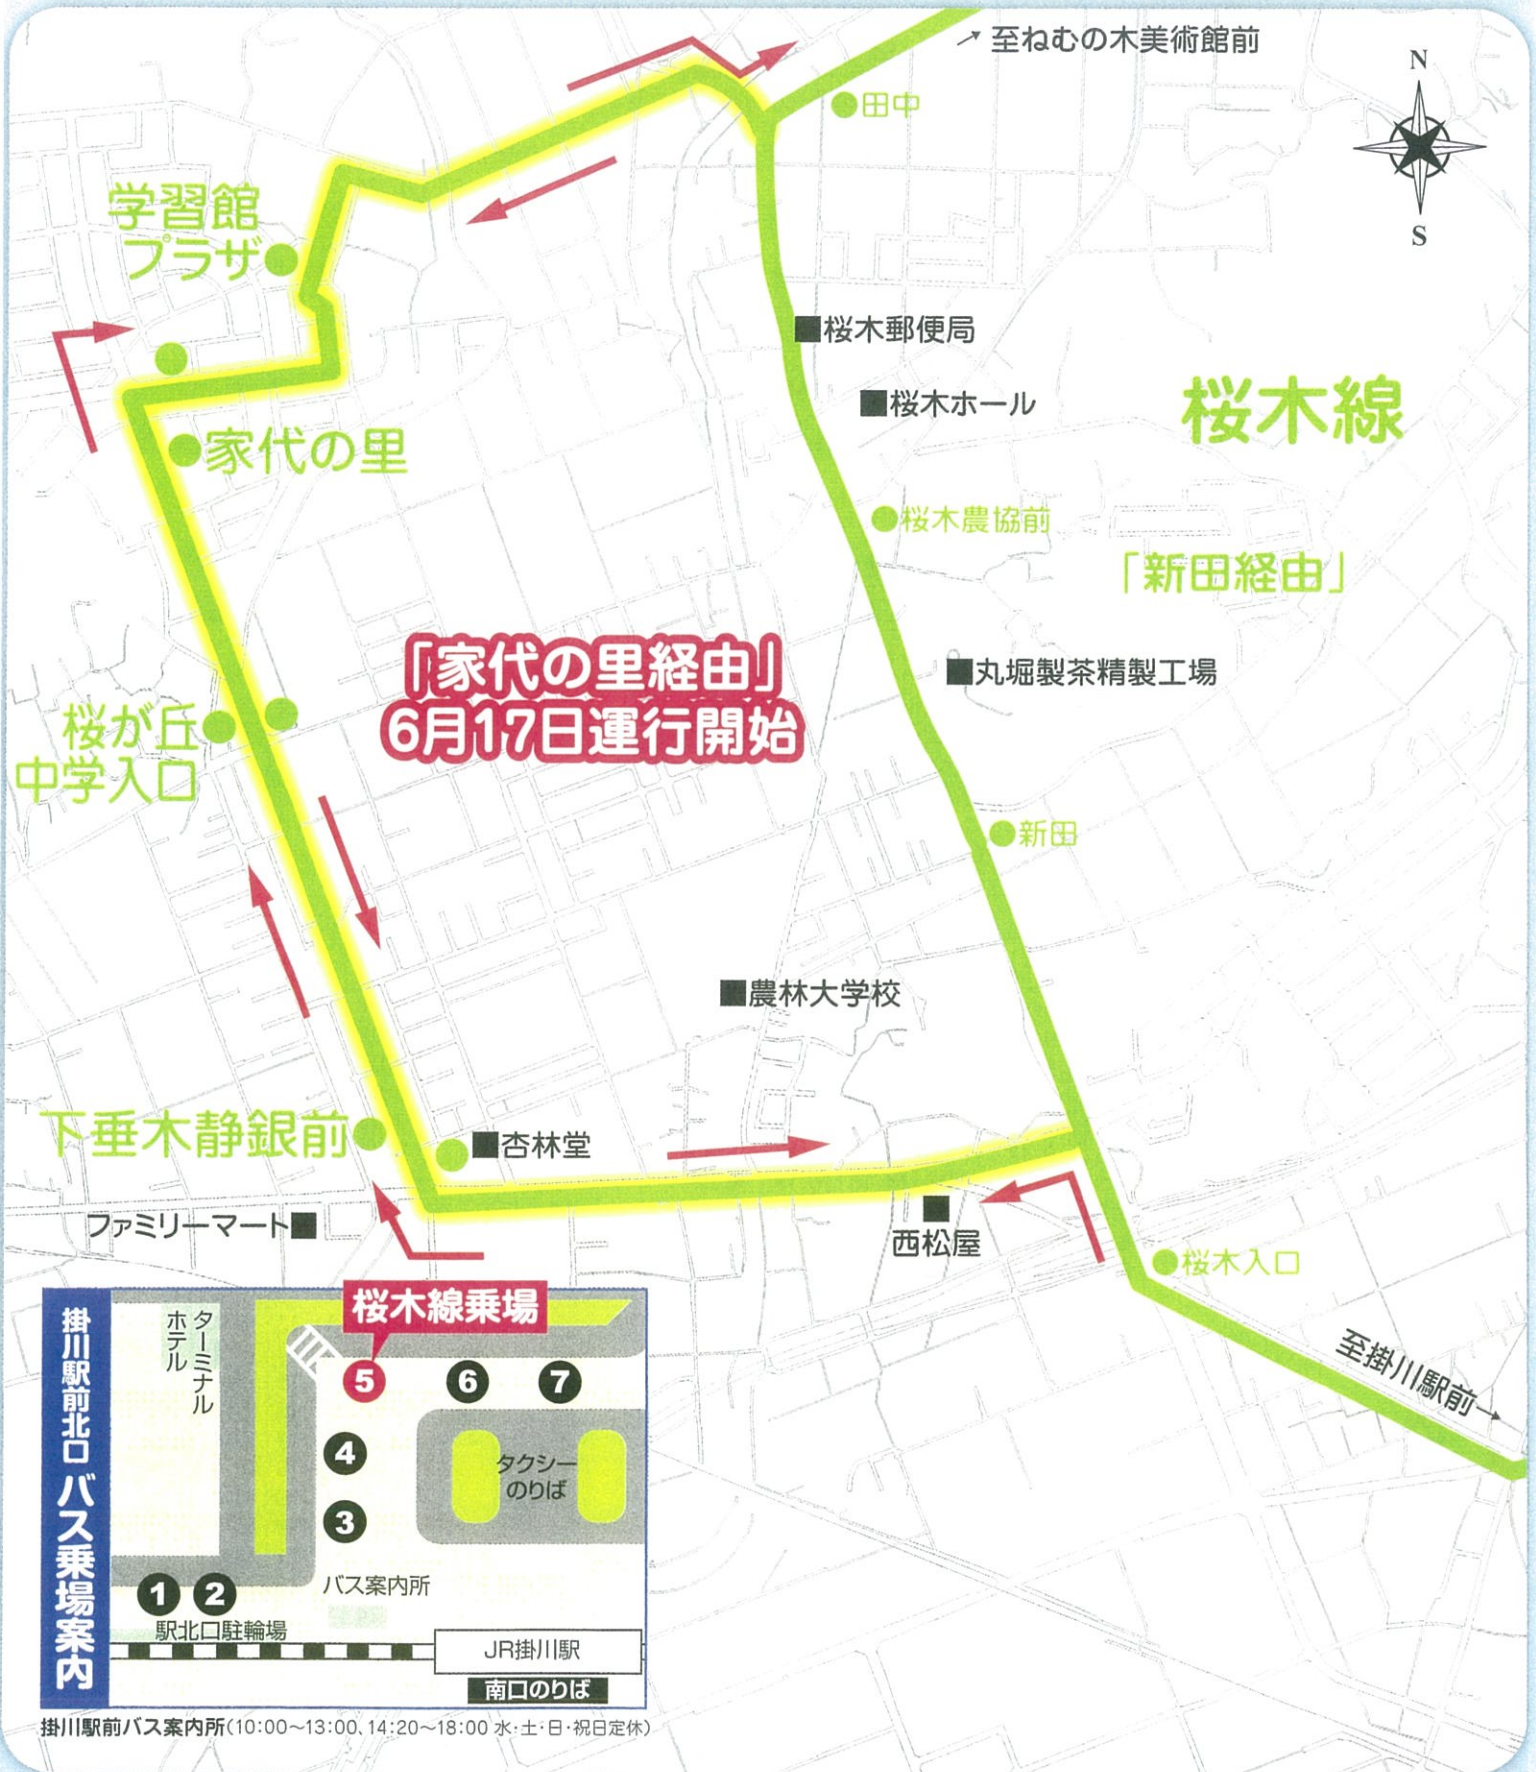 至ねむの木美術館前
N
S
田中
学習館
プラザ
桜木郵便局
桜木ホール
桜木線
家代の里
桜木農協前
「新田経由」
「家代の里経由」
6月17日運行開始
丸堀製茶精製工場
桜が丘
中学入口
新田
農林大学校
下垂木静銀前
杏林堂
ファミリーマート
西松屋
桜木入口
至掛川駅前
掛川駅前北口 バス乗場案内
ターミナル
ホテル
桜木線乗場
5
6
7
4
3
タクシー
のりば
1
2
バス案内所
駅北口駐輪場
JR掛川駅
南口のりば
掛川駅前バス案内所(10:00～13:00、14:20～18:00 水・土・日・祝日定休)